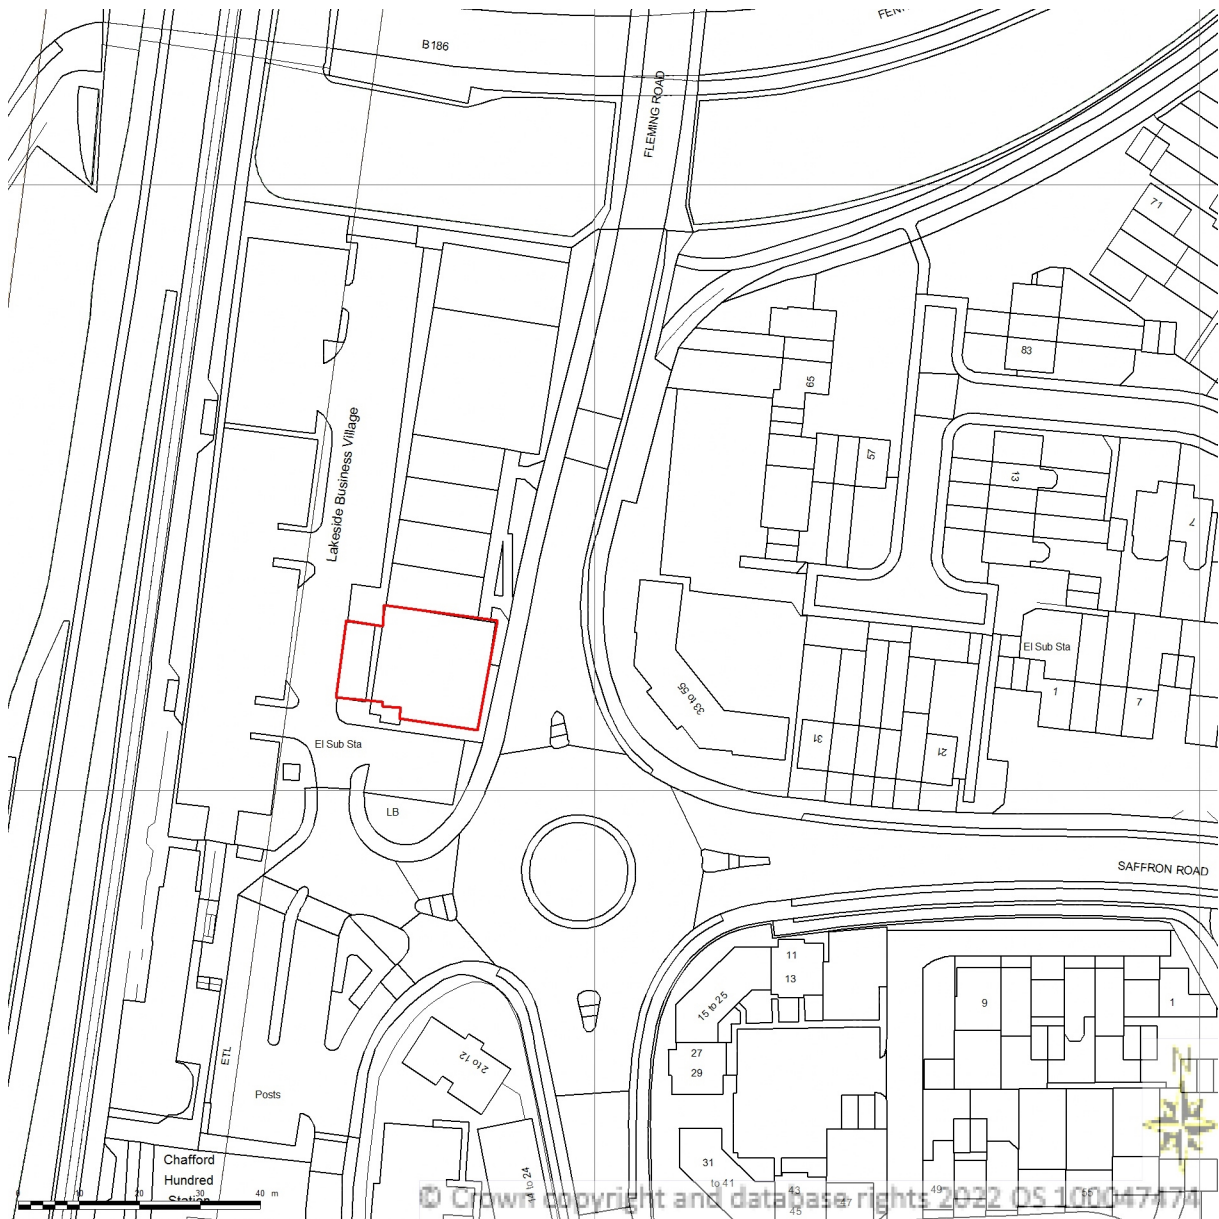 FEN
B186
FLEMING ROAD
71
83
65
57
13
7
Lakeside Business Village
El Sub Sta
33 to 55
1
7
31
21
El Sub Sta
LB
SAFFRON ROAD
11
13
15 to 25
9
1
27
29
2 to 12
ETL
Posts
Chafford
Hundred
Station
31
to 41
43
45
47
49
55
to 24
N
0 10 20 30 40 m
© Crown copyright and database rights 2022 OS 100047474